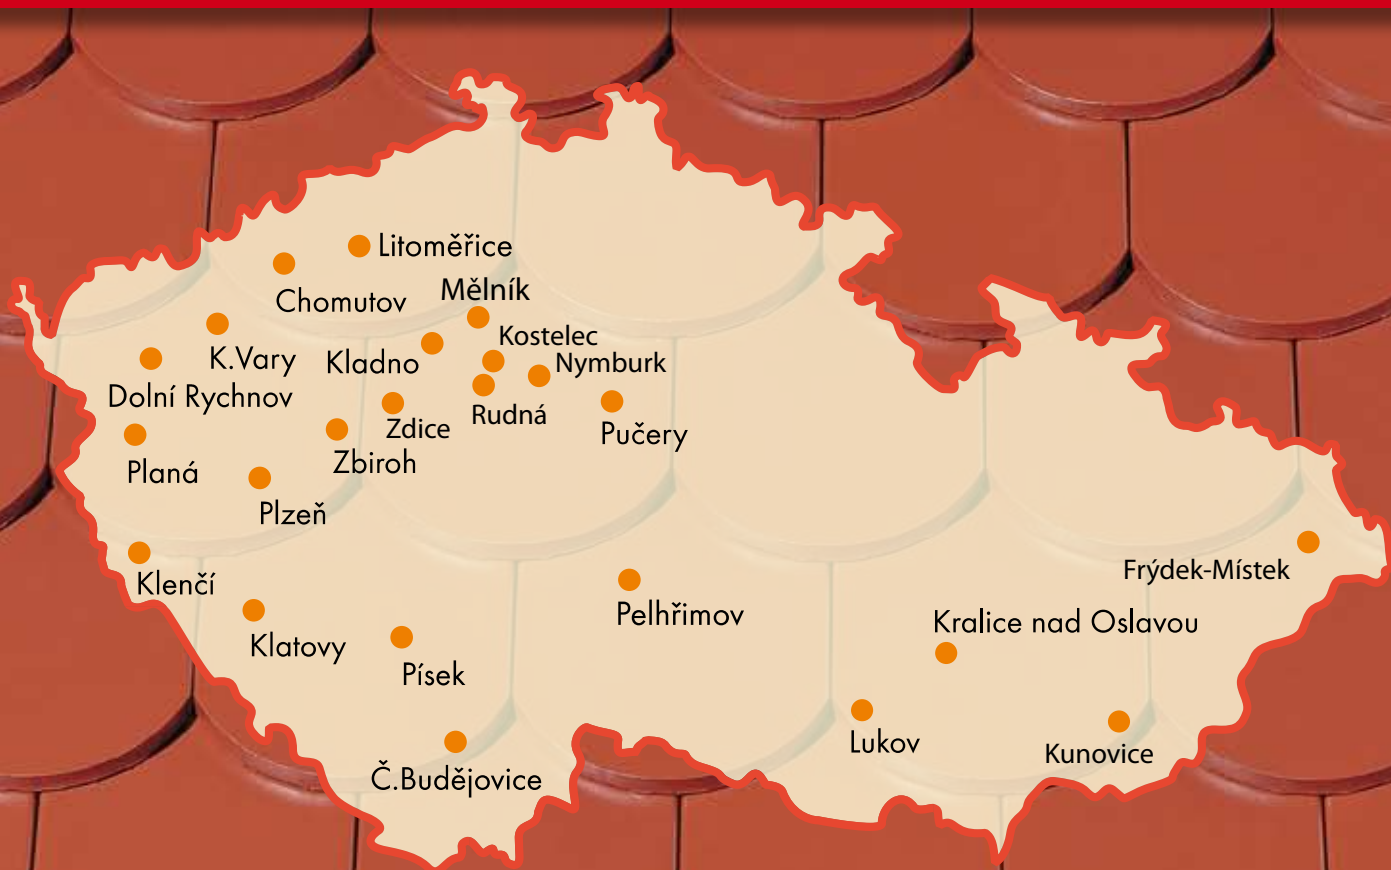 Litoměřice
Mělník
Chomutov
Kostelec
K.Vary
Kladno
Nymburk
Dolní Rychnov
Rudná
Zdice
Pučery
Zbiroh
Planá
Plzeň
Frýdek-Místek
Klenčí
Pelhřimov
Kralice nad Oslavou
Klatovy
Písek
Lukov
Kunovice
Č.Budějovice